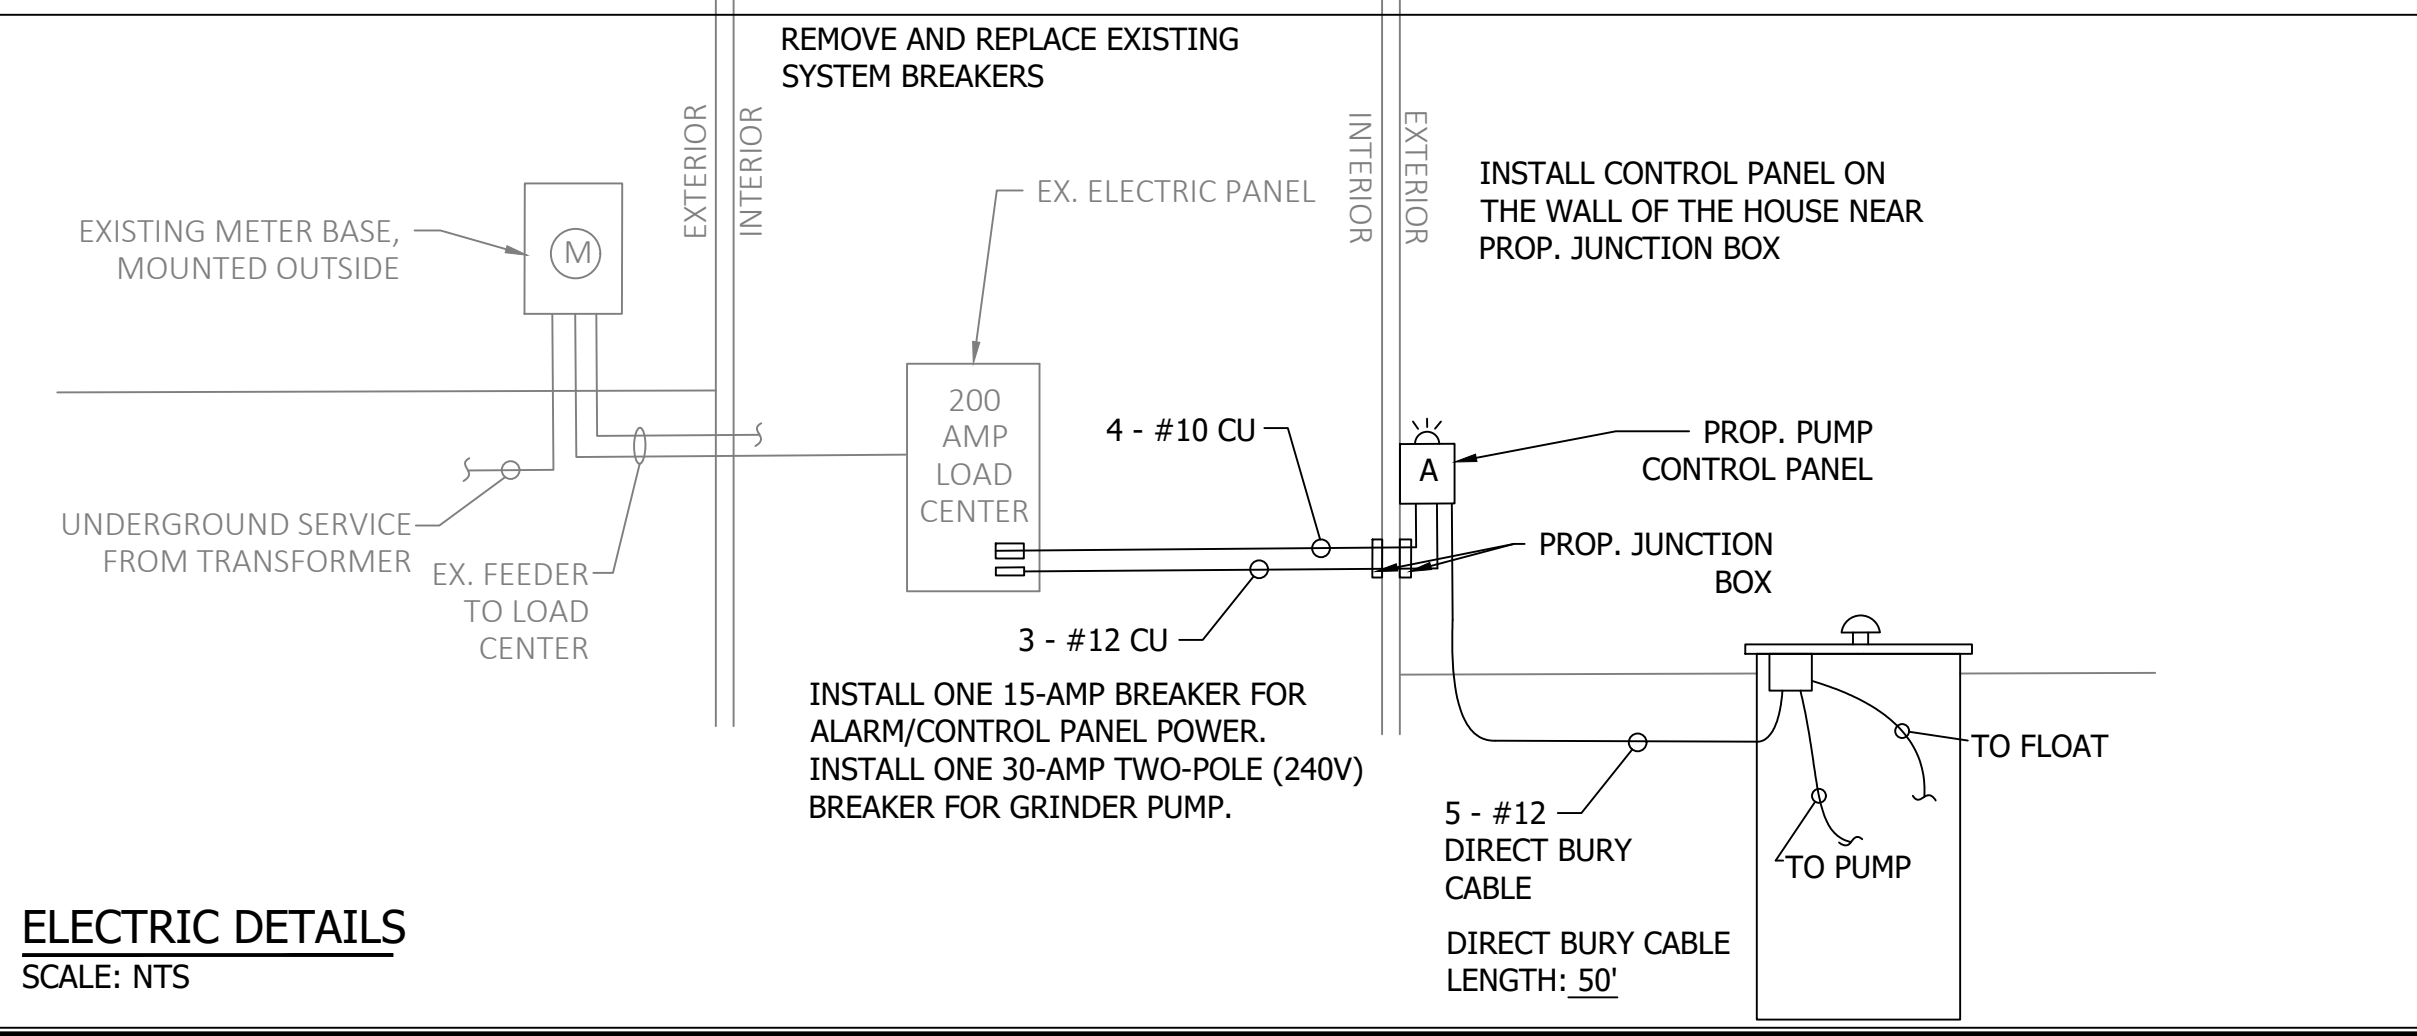 REMOVE AND REPLACE EXISTING
SYSTEM BREAKERS
EXTERIOR
INTERIOR
INTERIOR
EXTERIOR
INSTALL CONTROL PANEL ON
THE WALL OF THE HOUSE NEAR
PROP. JUNCTION BOX
EX. ELECTRIC PANEL
EXISTING METER BASE,
MOUNTED OUTSIDE
M
200
AMP
LOAD
CENTER
4 - #10 CU
A
PROP. PUMP
CONTROL PANEL
UNDERGROUND SERVICE
FROM TRANSFORMER
EX. FEEDER
TO LOAD
CENTER
PROP. JUNCTION
BOX
3 - #12 CU
INSTALL ONE 15-AMP BREAKER FOR
ALARM/CONTROL PANEL POWER.
INSTALL ONE 30-AMP TWO-POLE (240V)
BREAKER FOR GRINDER PUMP.
TO FLOAT
TO PUMP
5 - #12
DIRECT BURY
CABLE
DIRECT BURY CABLE
LENGTH: 50'
ELECTRIC DETAILS
SCALE: NTS